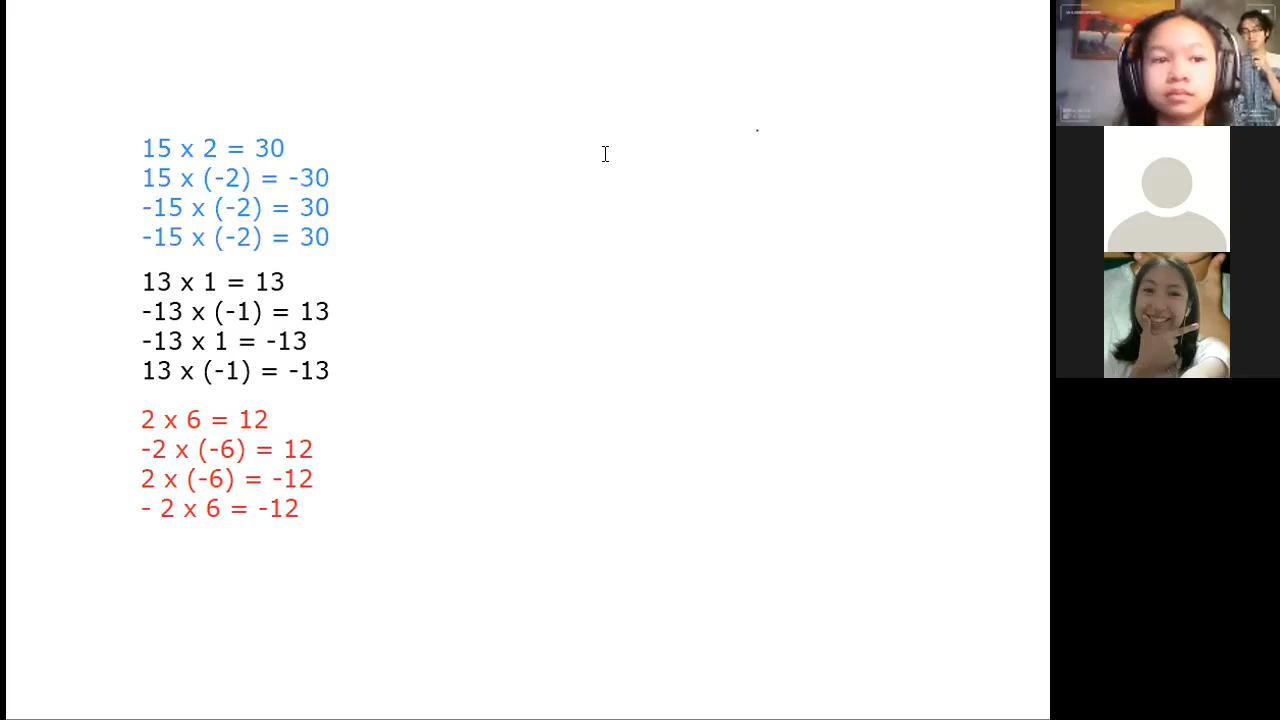 15 x 2 = 30
15 x (-2) = -30
-15 x (-2) = 30
-15 x (-2) = 30
13 x 1 = 13
-13 x (-1) = 13
-13 x 1 = -13
13 x (-1) = -13
2 x 6 = 12
-2 x (-6) = 12
2 x (-6) = -12
- 2 x 6 = -12